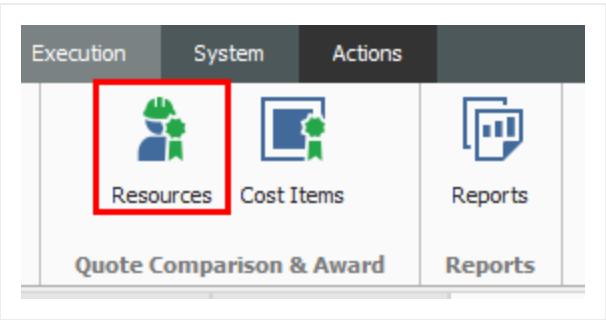 Execution System Actions
Resources Cost Items Reports
Quote Comparison & Award Reports